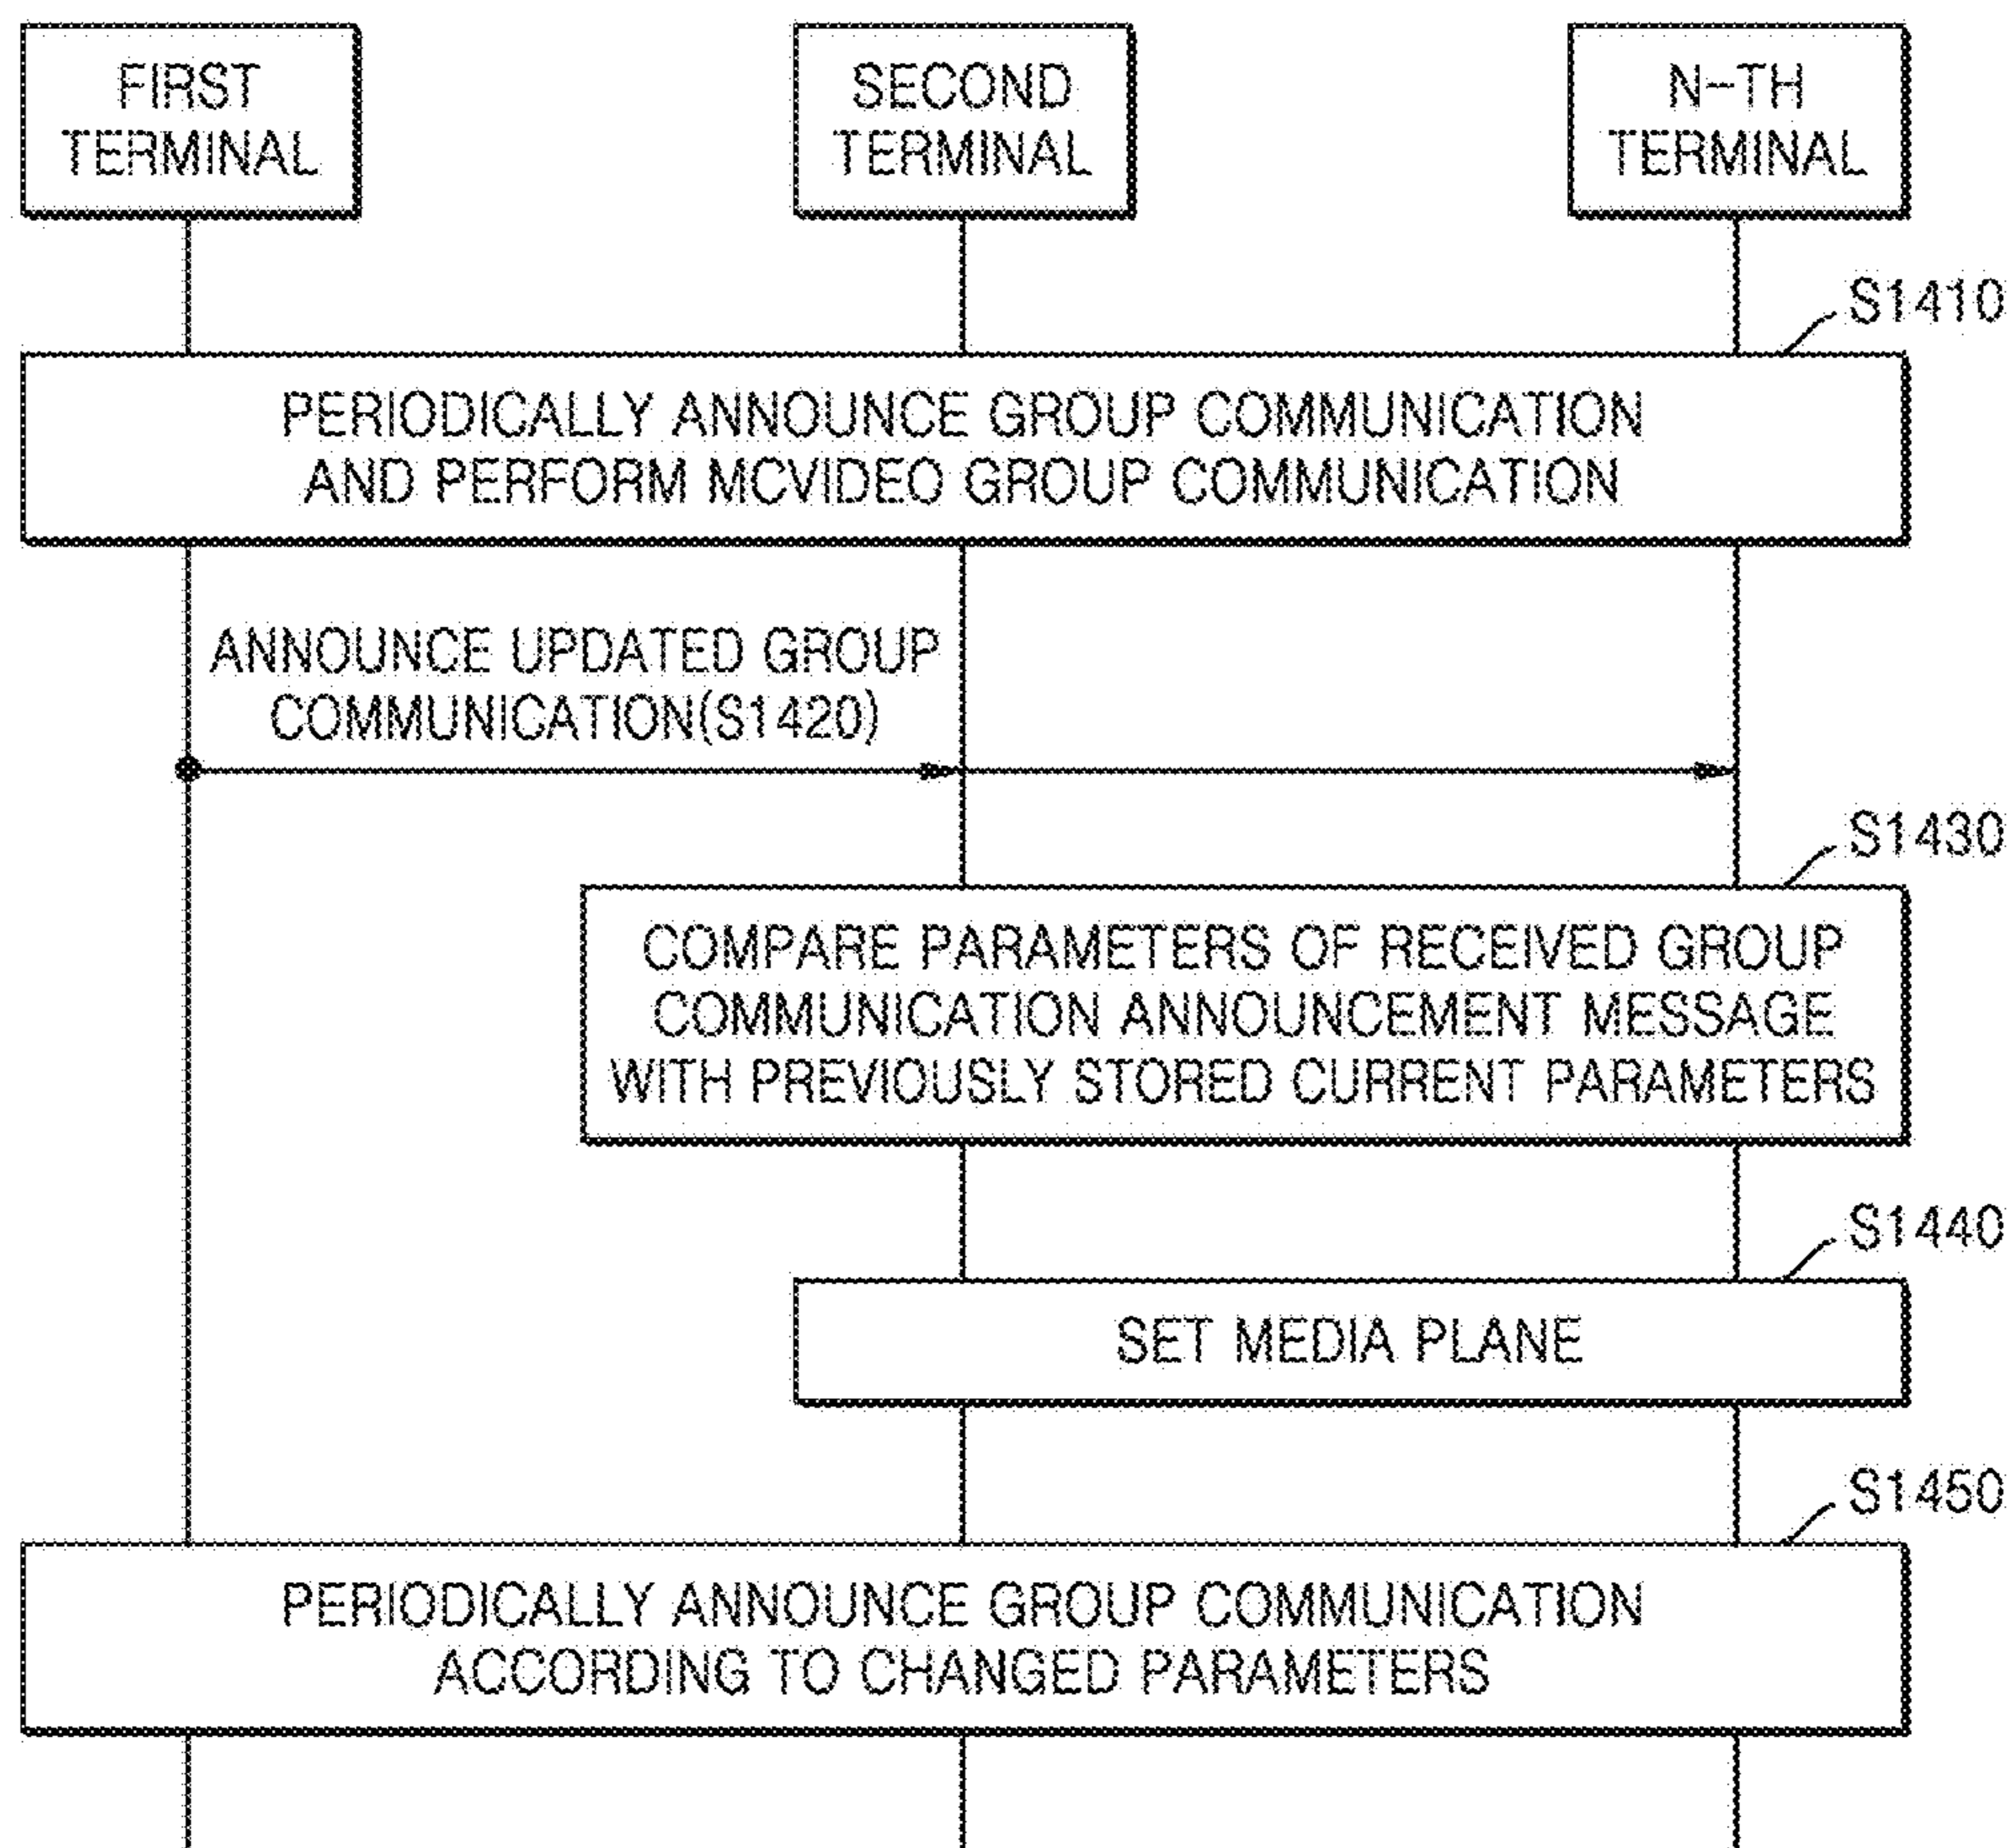 FIRST
TERMINAL
SECOND
TERMINAL
N-TH
TERMINAL
S1410
PERIODICALLY ANNOUNCE GROUP COMMUNICATION
AND PERFORM MCVIDEO GROUP COMMUNICATION
ANNOUNCE UPDATED GROUP
COMMUNICATION(S1420)
S1430
COMPARE PARAMETERS OF RECEIVED GROUP
COMMUNICATION ANNOUNCEMENT MESSAGE
WITH PREVIOUSLY STORED CURRENT PARAMETERS
S1440
SET MEDIA PLANE
S1450
PERIODICALLY ANNOUNCE GROUP COMMUNICATION
ACCORDING TO CHANGED PARAMETERS